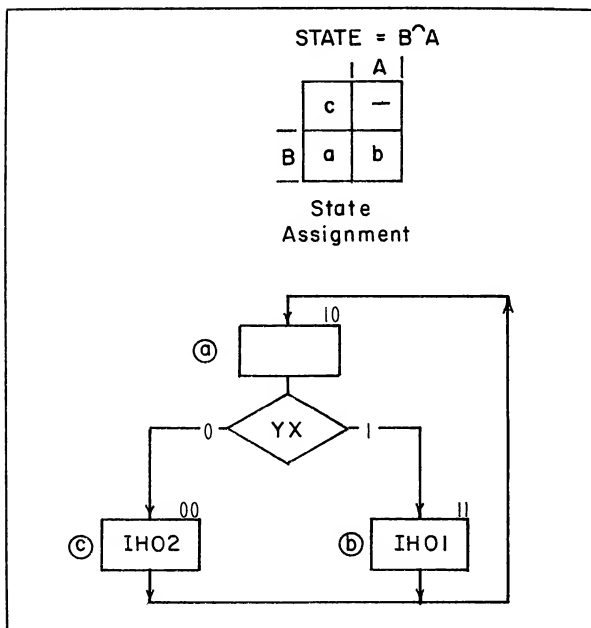 STATE = B⌒A
A
c —
B a b
State
Assignment
10
ⓐ
0 YX 1
00 11
ⓒ IHO2 ⓑ IHO1